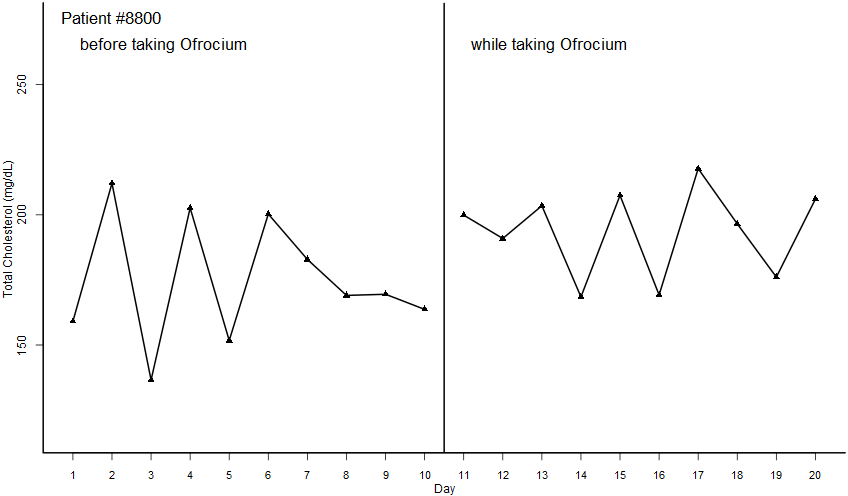 Patient #8800
before taking Ofrocium
while taking Ofrocium
250
200
150
Total Cholesterol (mg/dL)
1 2 3 4 5 6 7 8 9 10 11 12 13 14 15 16 17 18 19 20
Day